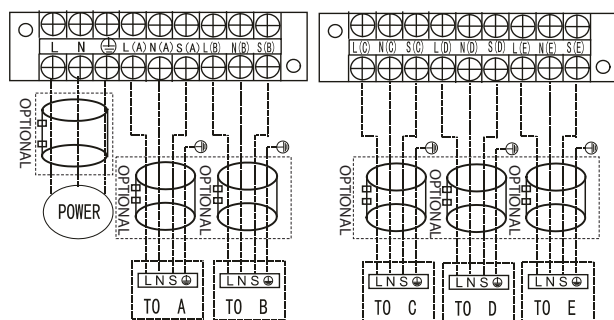 L N ⏚ L(A) N(A) S(A) L(B) N(B) S(B)
L(C) N(C) S(C) L(D) N(D) S(D) L(E) N(E) S(E)
OPTIONAL
POWER
OPTIONAL
OPTIONAL
OPTIONAL
OPTIONAL
OPTIONAL
L N S ⏚
TO A
L N S ⏚
TO B
L N S ⏚
TO C
L N S ⏚
TO D
L N S ⏚
TO E